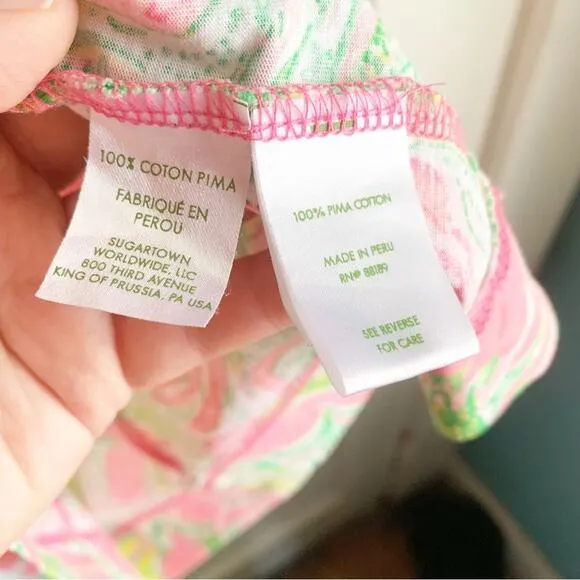 100% COTON PIMA
FABRIQUÉ EN
PEROU
SUGARTOWN
WORLDWIDE, LLC
800 THIRD AVENUE
KING OF PRUSSIA, PA USA
100% PIMA COTTON
MADE IN PERU
RN# 88189
SEE REVERSE
FOR CARE